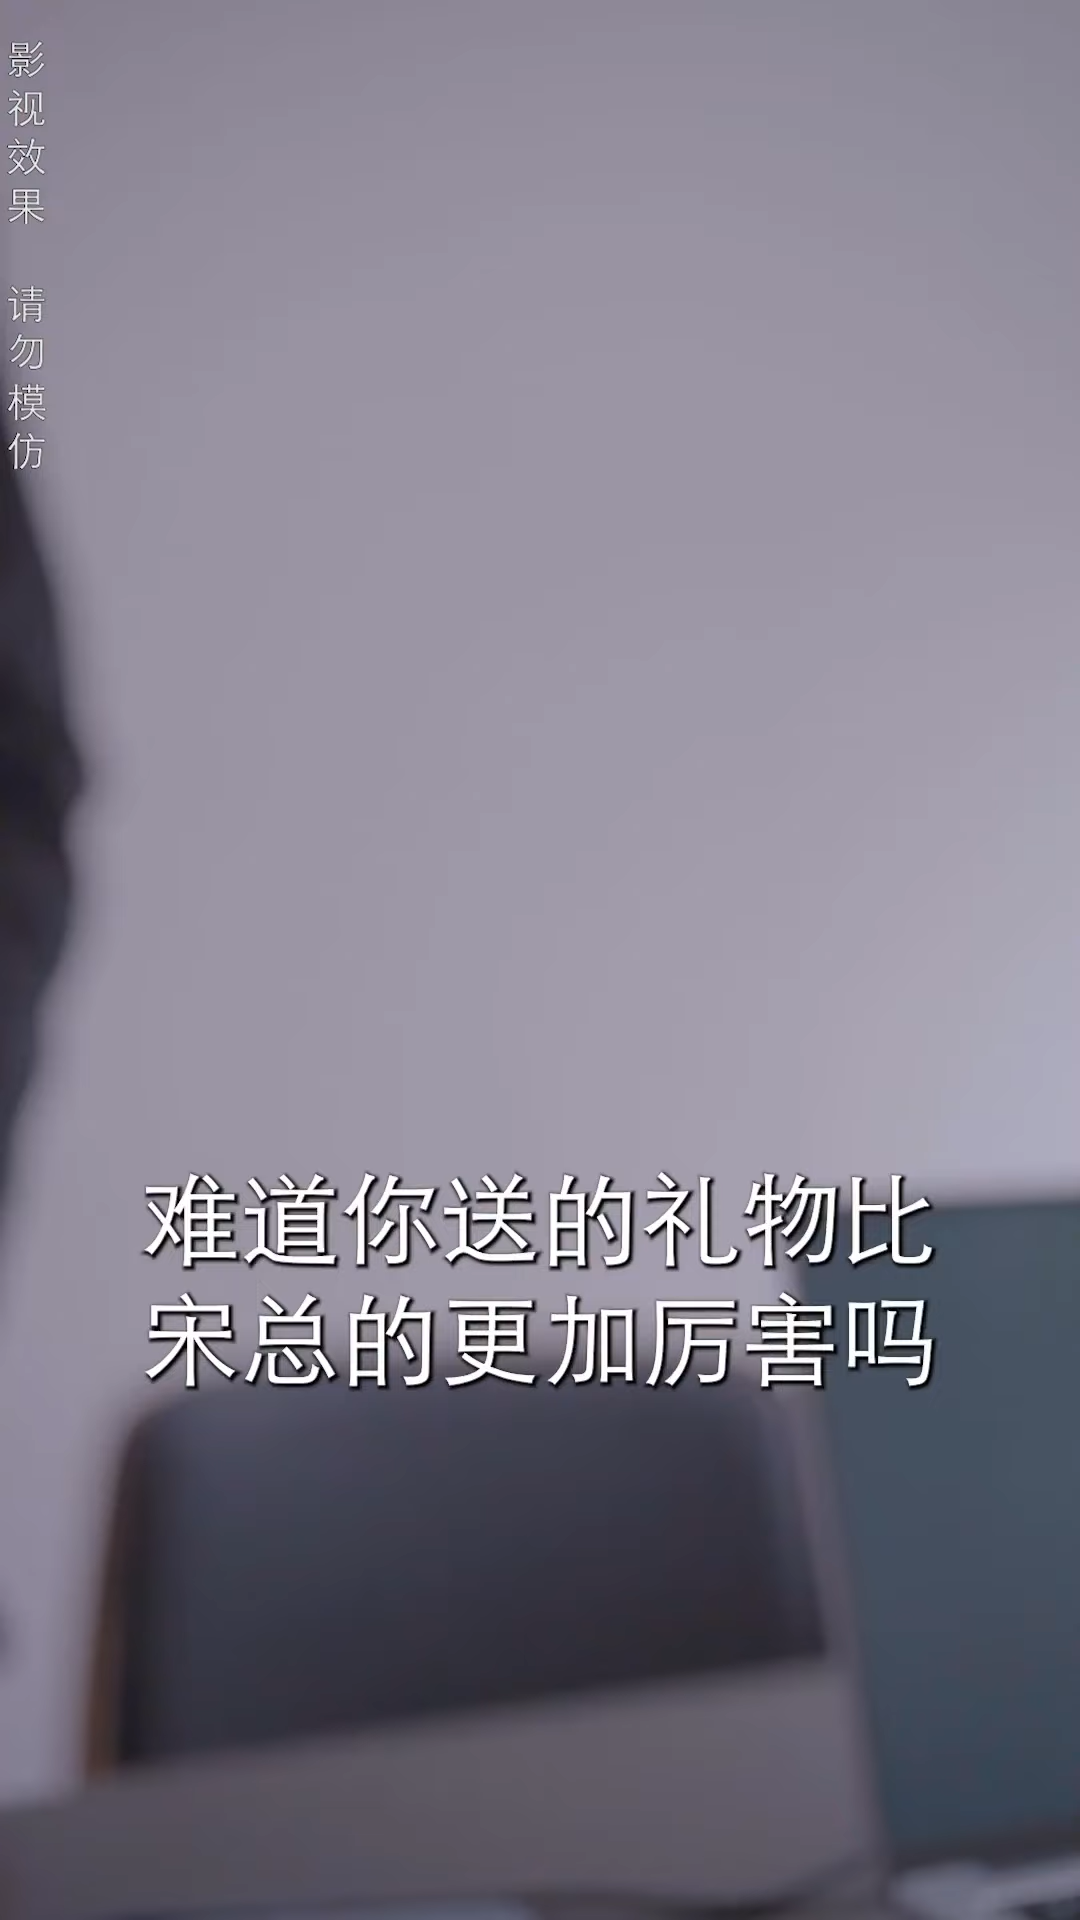 影视效果 请勿模仿
难道你送的礼物比
宋总的更加厉害吗